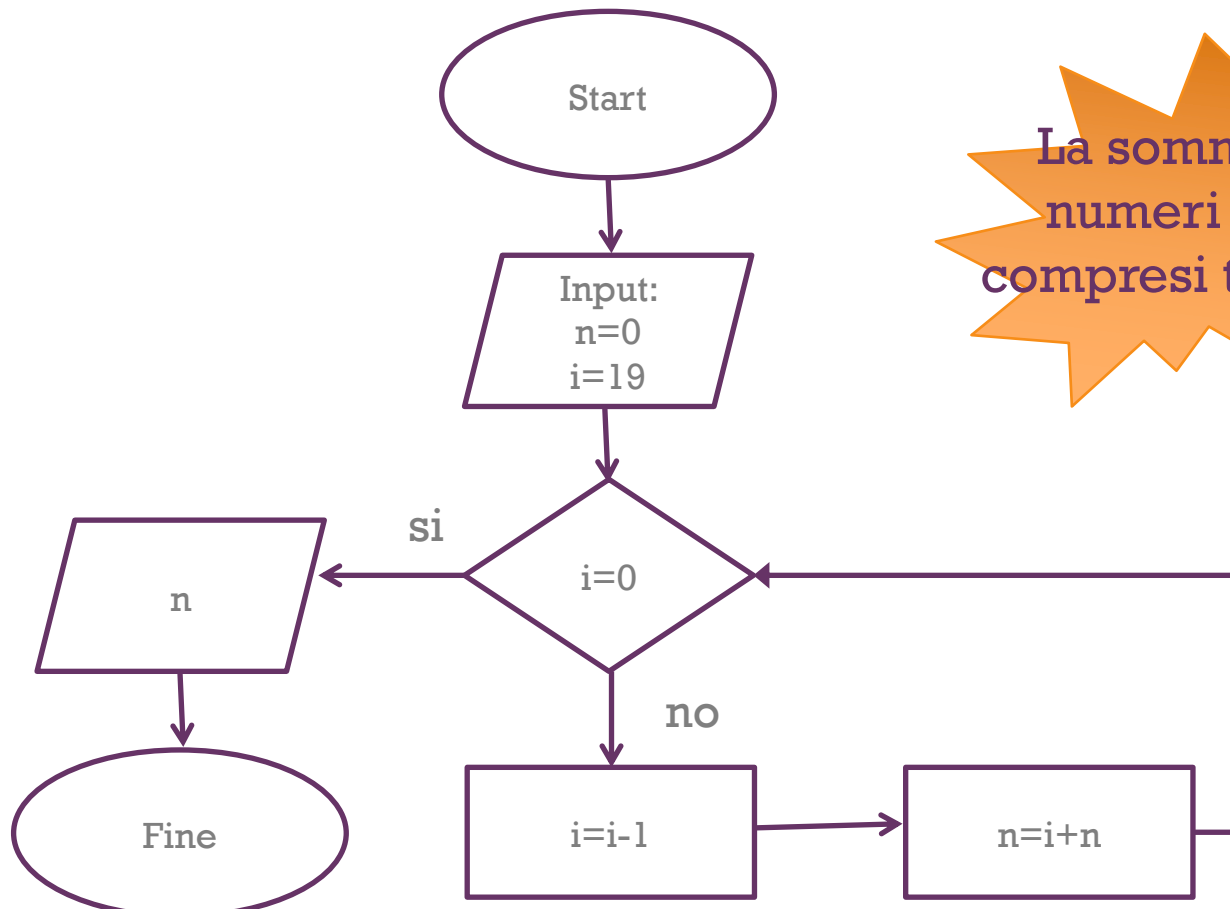 Start
La somm
numeri
compresi t
Input:
n=0
i=19
si
i=0
n
no
i=i-1
n=i+n
Fine